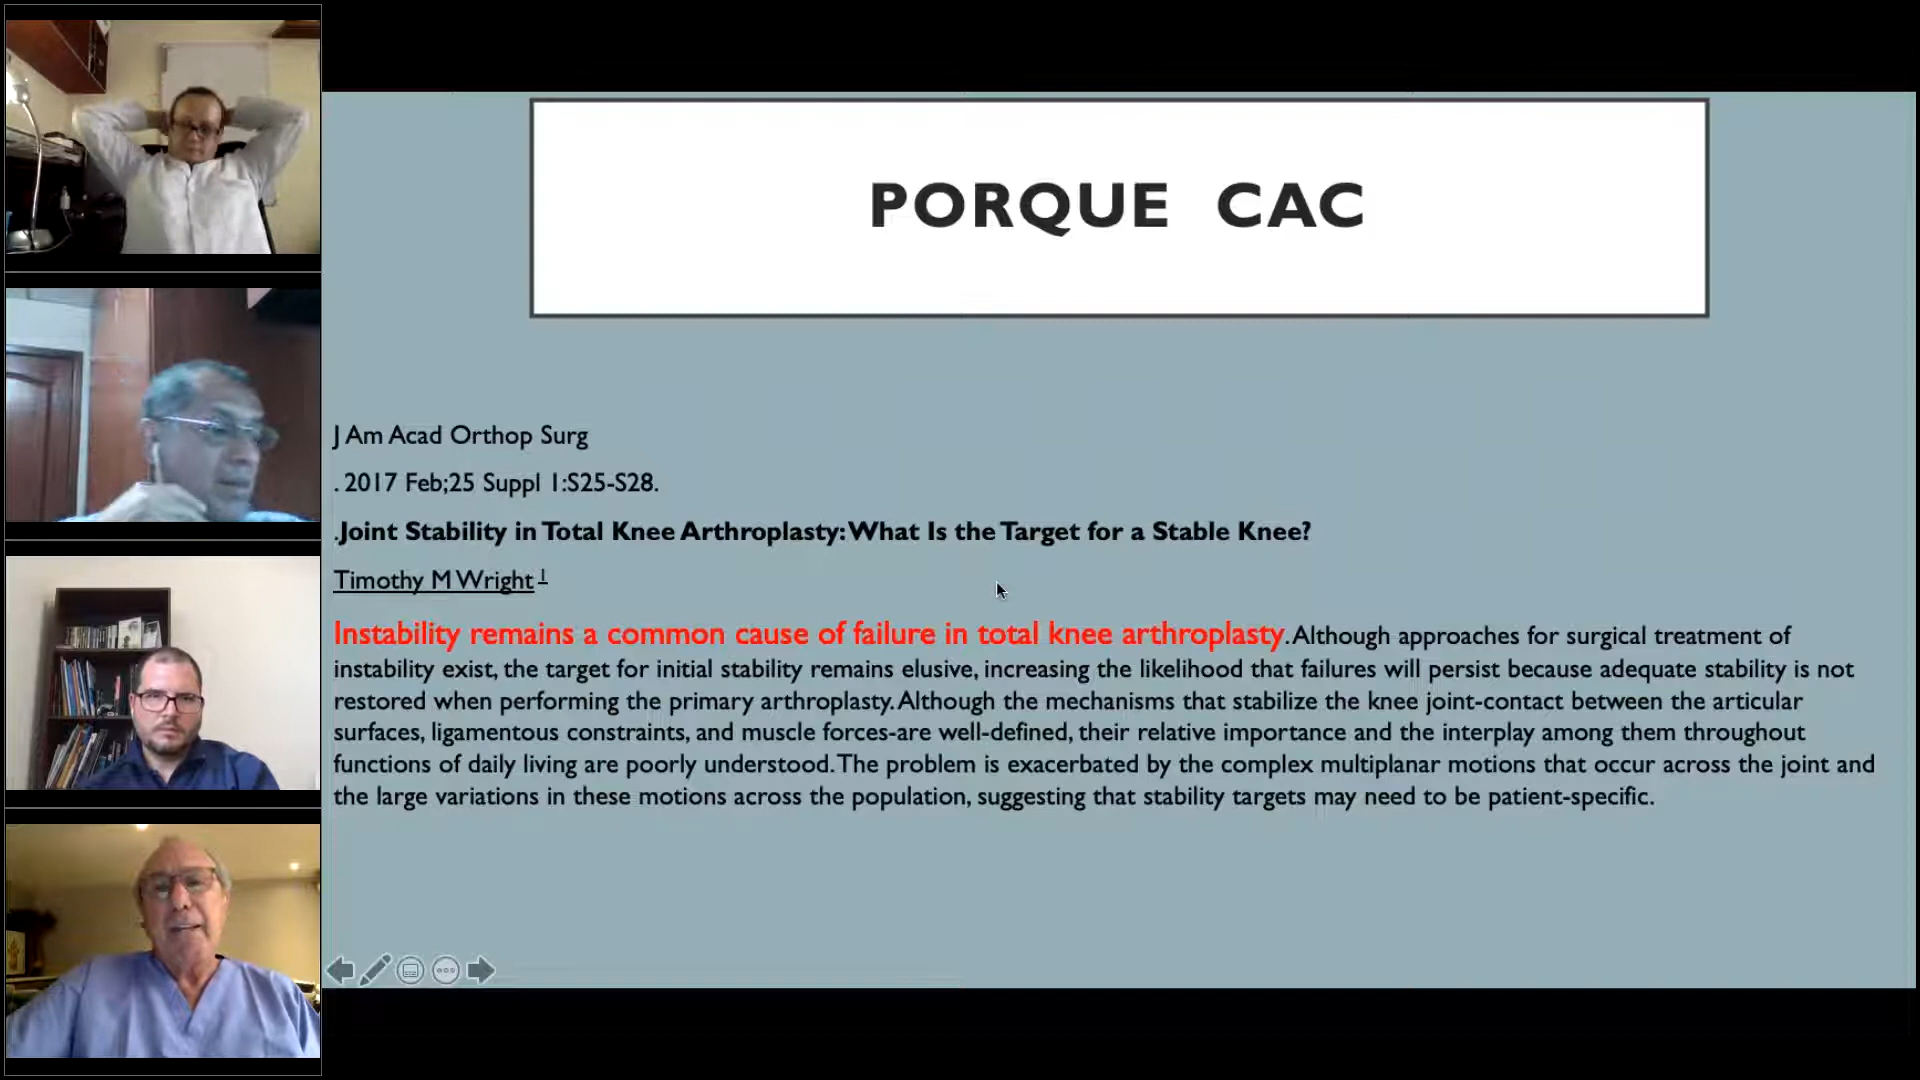 PORQUE CAC
J Am Acad Orthop Surg
. 2017 Feb;25 Suppl 1:S25-S28.
.Joint Stability in Total Knee Arthroplasty: What Is the Target for a Stable Knee?
Timothy M Wright 1
Instability remains a common cause of failure in total knee arthroplasty. Although approaches for surgical treatment of
instability exist, the target for initial stability remains elusive, increasing the likelihood that failures will persist because adequate stability is not
restored when performing the primary arthroplasty. Although the mechanisms that stabilize the knee joint-contact between the articular
surfaces, ligamentous constraints, and muscle forces-are well-defined, their relative importance and the interplay among them throughout
functions of daily living are poorly understood. The problem is exacerbated by the complex multiplanar motions that occur across the joint and
the large variations in these motions across the population, suggesting that stability targets may need to be patient-specific.